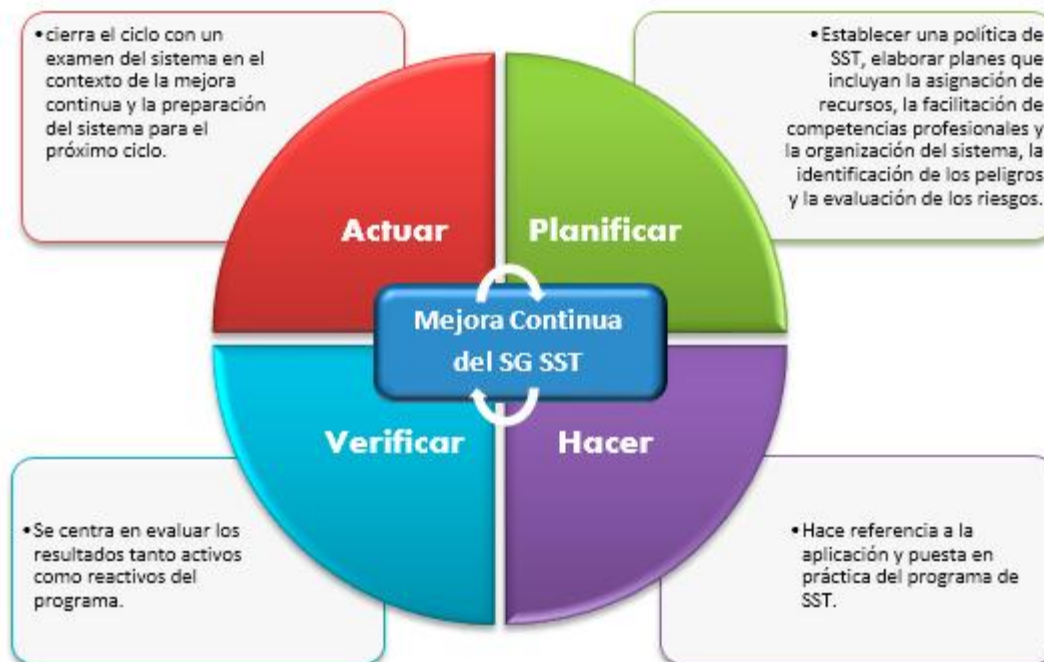 •cierra el ciclo con un
examen del sistema en el
contexto de la mejora
continua y la preparación
del sistema para el
próximo ciclo.
•Establecer una política de
SST, elaborar planes que
incluyan la asignación de
recursos, la facilitación de
competencias profesionales y
la organización del sistema, la
identificación de los peligros
y la evaluación de los riesgos.
Actuar
Planificar
Mejora Continua
del SG SST
Verificar
Hacer
•Se centra en evaluar los
resultados tanto activos
como reactivos del
programa.
•Hace referencia a la
aplicación y puesta en
práctica del programa de
SST.